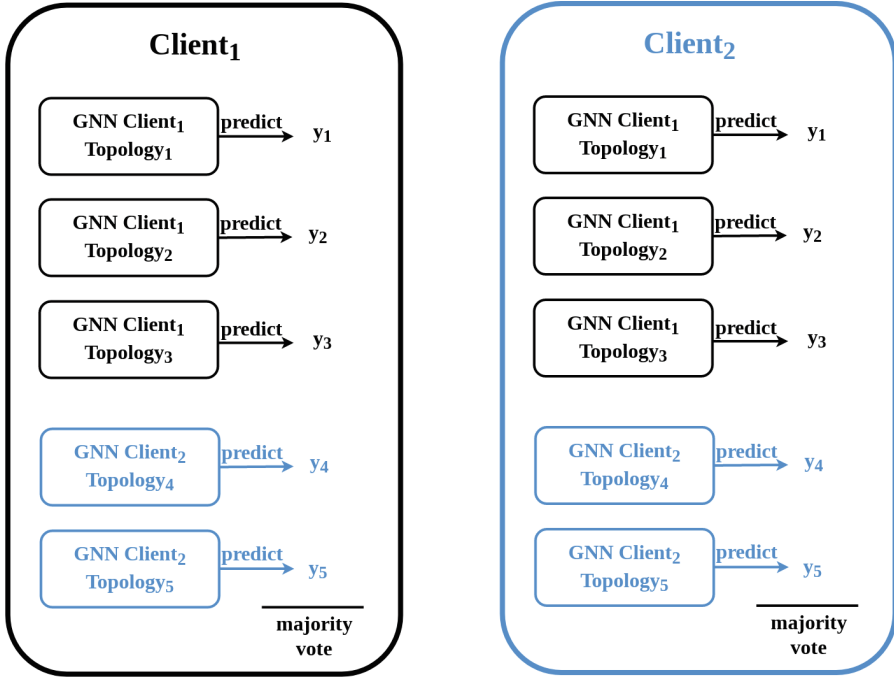 Client1
GNN Client1
Topology1
predict
y1
GNN Client1
Topology2
predict
y2
GNN Client1
Topology3
predict
y3
GNN Client2
Topology4
predict
y4
GNN Client2
Topology5
predict
y5
majority
vote
Client2
GNN Client1
Topology1
predict
y1
GNN Client1
Topology2
predict
y2
GNN Client1
Topology3
predict
y3
GNN Client2
Topology4
predict
y4
GNN Client2
Topology5
predict
y5
majority
vote